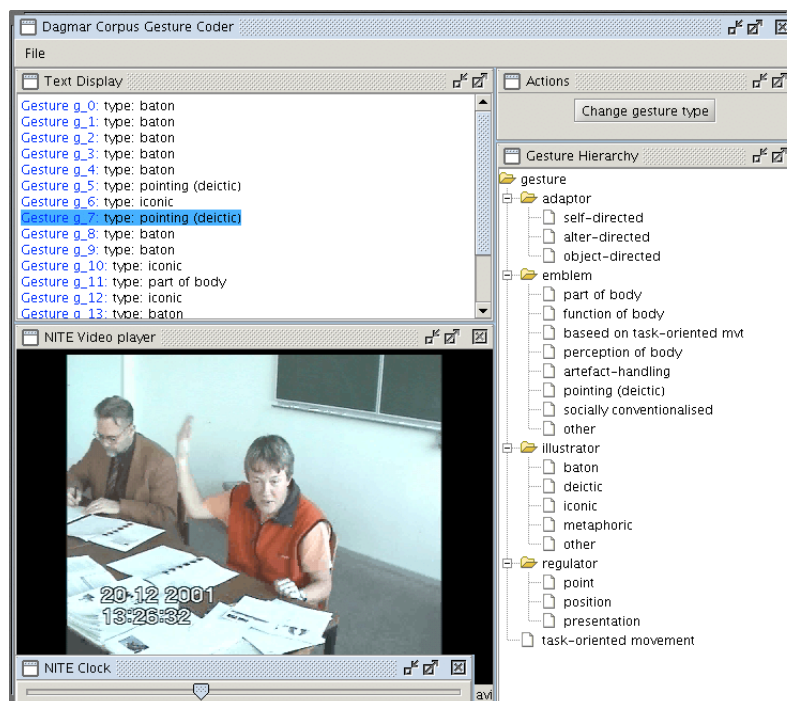 Dagmar Corpus Gesture Coder
File
Text Display
Gesture g_0: type: baton
Gesture g_1: type: baton
Gesture g_2: type: baton
Gesture g_3: type: baton
Gesture g_4: type: baton
Gesture g_5: type: pointing (deictic)
Gesture g_6: type: iconic
Gesture g_7: type: pointing (deictic)
Gesture g_8: type: baton
Gesture g_9: type: baton
Gesture g_10: type: iconic
Gesture g_11: type: part of body
Gesture g_12: type: iconic
Gesture g_13: type: baton
Actions
Change gesture type
Gesture Hierarchy
gesture
adaptor
self-directed
alter-directed
object-directed
emblem
part of body
function of body
baseed on task-oriented mvt
perception of body
artefact-handling
pointing (deictic)
socially conventionalised
other
illustrator
baton
deictic
iconic
metaphoric
other
regulator
point
position
presentation
task-oriented movement
NITE Video player
20-12 2001
13:26:32
NITE Clock
avi